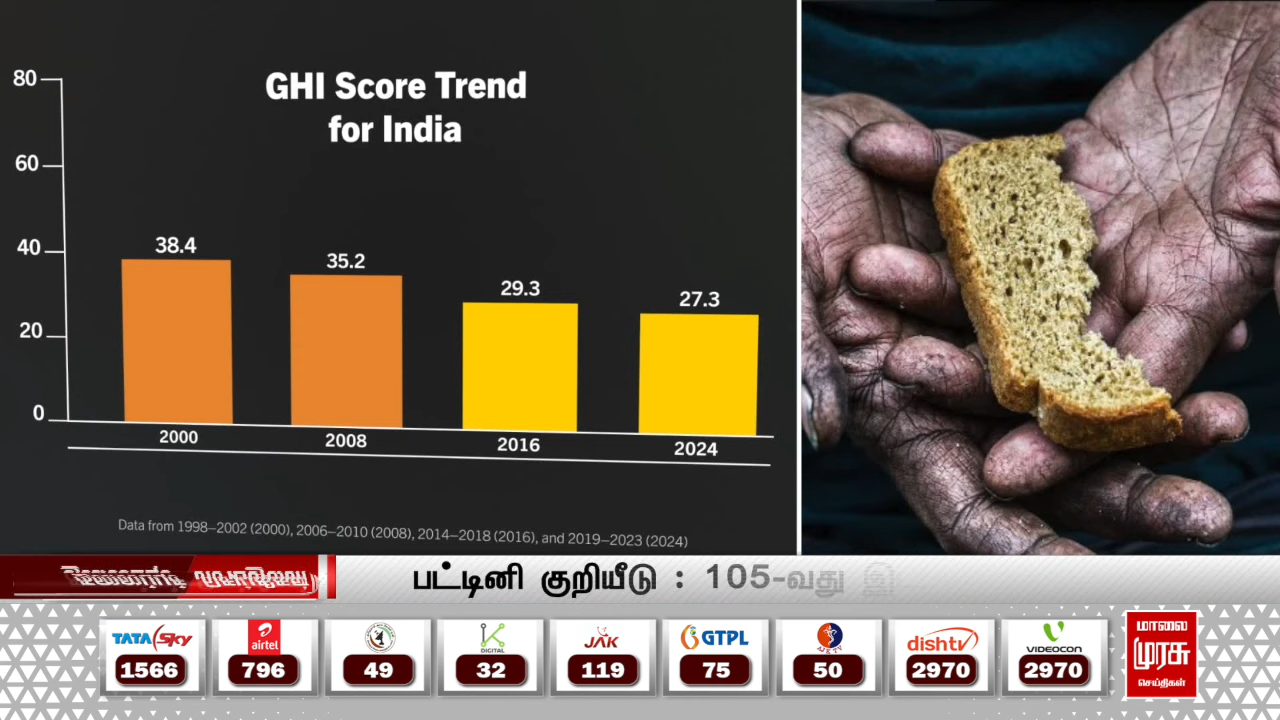 GHI Score Trend
for India
80
60
40
20
0
38.4
35.2
29.3
27.3
2000
2008
2016
2024
Data from 1998–2002 (2000), 2006–2010 (2008), 2014–2018 (2016), and 2019–2023 (2024)
பட்டினி குறியீடு : 105-வது இ
TATA Sky
1566
airtel
796
49
DIGITAL
32
JAK
119
GTPL
75
AJK TV
50
dishtv
2970
VIDEOCON
2970
மாலை
முரசு
செய்திகள்